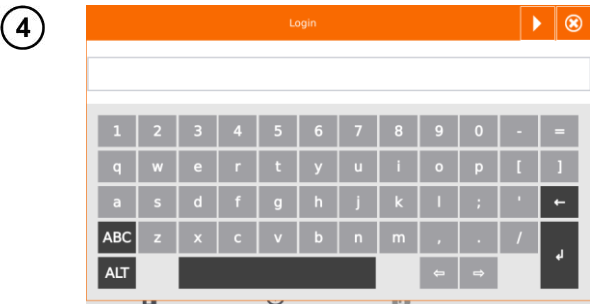 4
Login
1 2 3 4 5 6 7 8 9 0 - =
q w e r t y u i o p [ ]
a s d f g h j k l ; ' ←
ABC z x c v b n m , . / ↲
ALT ⇦ ⇨